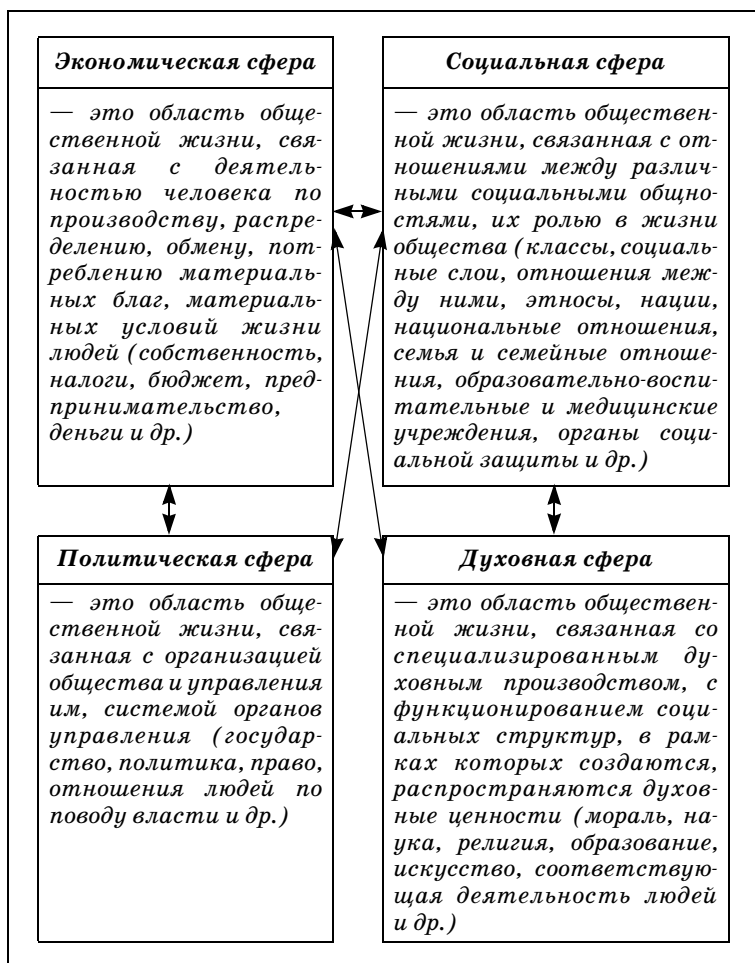 Экономическая сфера
— это область обще-
ственной жизни, свя-
занная с деятель-
ностью человека по
производству, распре-
делению, обмену, пот-
реблению материаль-
ных благ, материаль-
ных условий жизни
людей (собственность,
налоги, бюджет, пред-
принимательство,
деньги и др.)
Социальная сфера
— это область обществен-
ной жизни, связанная с от-
ношениями между различ-
ными социальными общно-
стями, их ролью в жизни
общества (классы, социаль-
ные слои, отношения меж-
ду ними, этносы, нации,
национальные отношения,
семья и семейные отноше-
ния, образовательно-воспи-
тательные и медицинские
учреждения, органы соци-
альной защиты и др.)
Политическая сфера
— это область обще-
ственной жизни, свя-
занная с организацией
общества и управления
им, системой органов
управления (государ-
ство, политика, право,
отношения людей по
поводу власти и др.)
Духовная сфера
— это область обществен-
ной жизни, связанная со
специализированным ду-
ховным производством, с
функционированием соци-
альных структур, в рам-
ках которых создаются,
распространяются духов-
ные ценности (мораль, на-
ука, религия, образование,
искусство, соответствую-
щая деятельность людей
и др.)